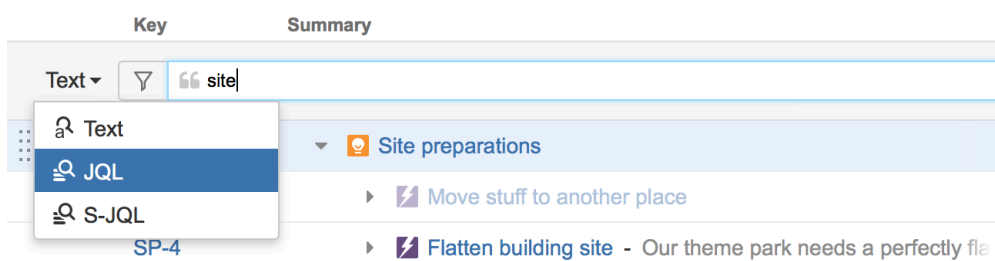 Key Summary
Text site
Text
Site preparations
JQL
Move stuff to another place
S-JQL
SP-4 Flatten building site - Our theme park needs a perfectly fla